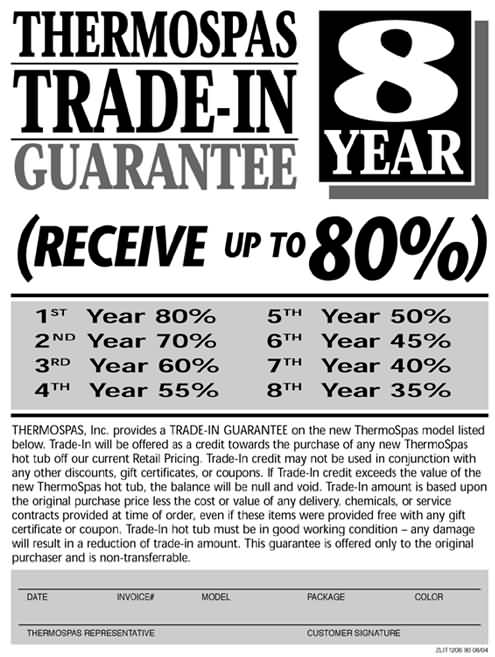 THERMOSPAS
TRADE-IN
GUARANTEE
8
YEAR
(RECEIVE UP TO 80%)
1ST Year 80% 5TH Year 50%
2ND Year 70% 6TH Year 45%
3RD Year 60% 7TH Year 40%
4TH Year 55% 8TH Year 35%
THERMOSPAS, Inc. provides a TRADE-IN GUARANTEE on the new ThermoSpas model listed
below. Trade-In will be offered as a credit towards the purchase of any new ThermoSpas
hot tub off our current Retail Pricing. Trade-In credit may not be used in conjunction with
any other discounts, gift certificates, or coupons. If Trade-In credit exceeds the value of the
new ThermoSpas hot tub, the balance will be null and void. Trade-In amount is based upon
the original purchase price less the cost or value of any delivery, chemicals, or service
contracts provided at time of order, even if these items were provided free with any gift
certificate or coupon. Trade-In hot tub must be in good working condition – any damage
will result in a reduction of trade-in amount. This guarantee is offered only to the original
purchaser and is non-transferrable.
DATE INVOICE# MODEL PACKAGE COLOR
THERMOSPAS REPRESENTATIVE CUSTOMER SIGNATURE